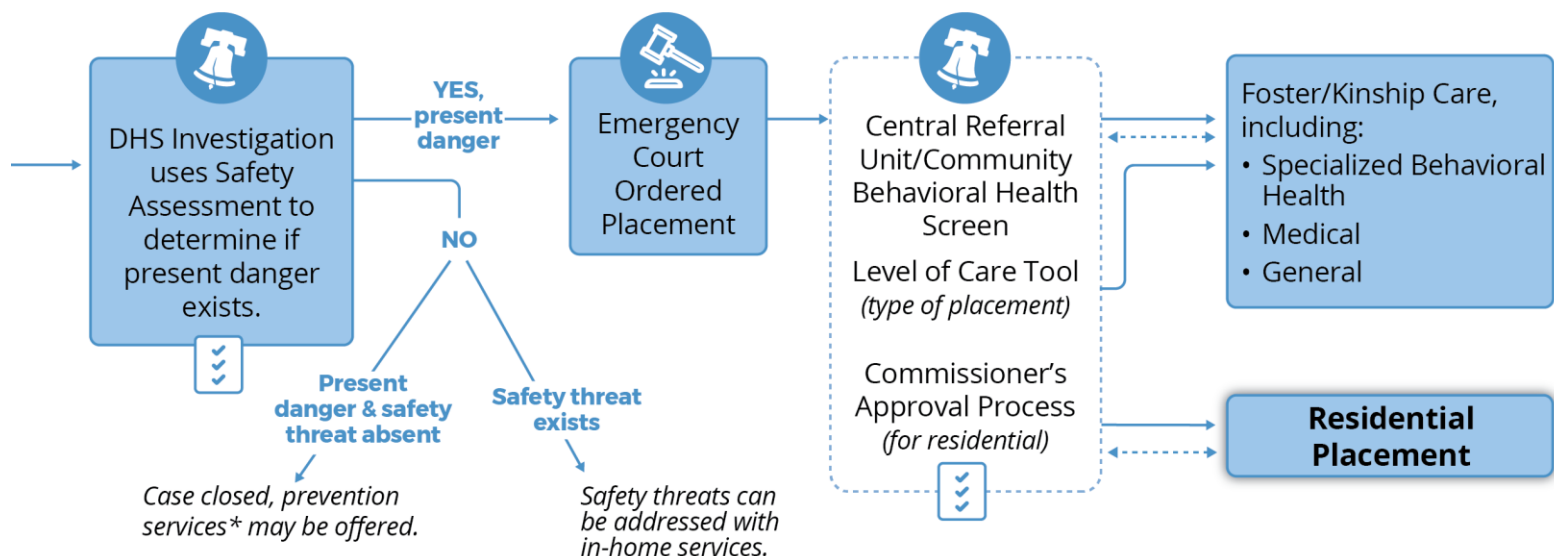 DHS Investigation
uses Safety
Assessment to
determine if
present danger
exists.
YES,
present
danger
NO
Present
danger & safety
threat absent
Safety threat
exists
Case closed, prevention
services* may be offered.
Safety threats can
be addressed with
in-home services.
Emergency
Court
Ordered
Placement
Central Referral
Unit/Community
Behavioral Health
Screen
Level of Care Tool
(type of placement)
Commissioner’s
Approval Process
(for residential)
Foster/Kinship Care,
including:
• Specialized Behavioral
Health
• Medical
• General
Residential
Placement